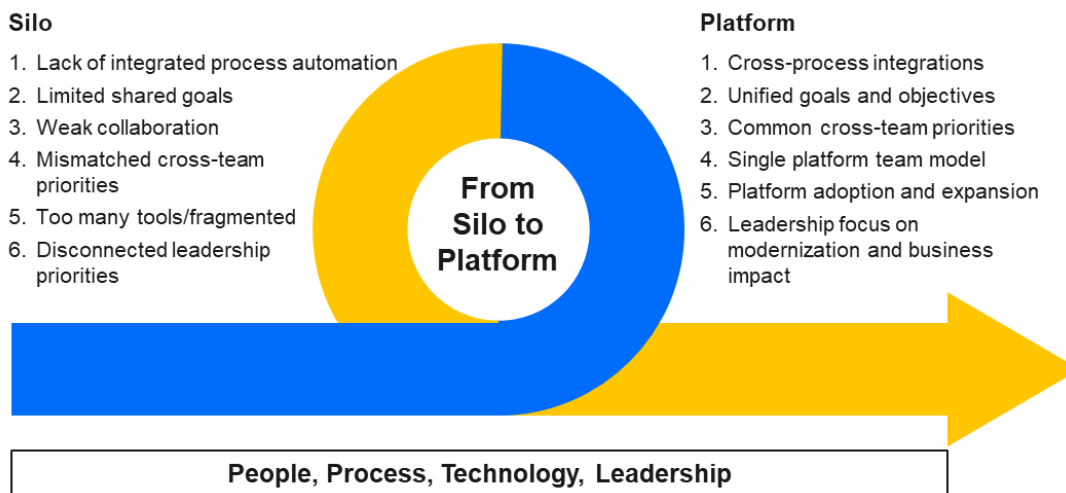 Silo
1. Lack of integrated process automation
2. Limited shared goals
3. Weak collaboration
4. Mismatched cross-team
priorities
5. Too many tools/fragmented
6. Disconnected leadership
priorities
From
Silo to
Platform
Platform
1. Cross-process integrations
2. Unified goals and objectives
3. Common cross-team priorities
4. Single platform team model
5. Platform adoption and expansion
6. Leadership focus on
modernization and business
impact
People, Process, Technology, Leadership